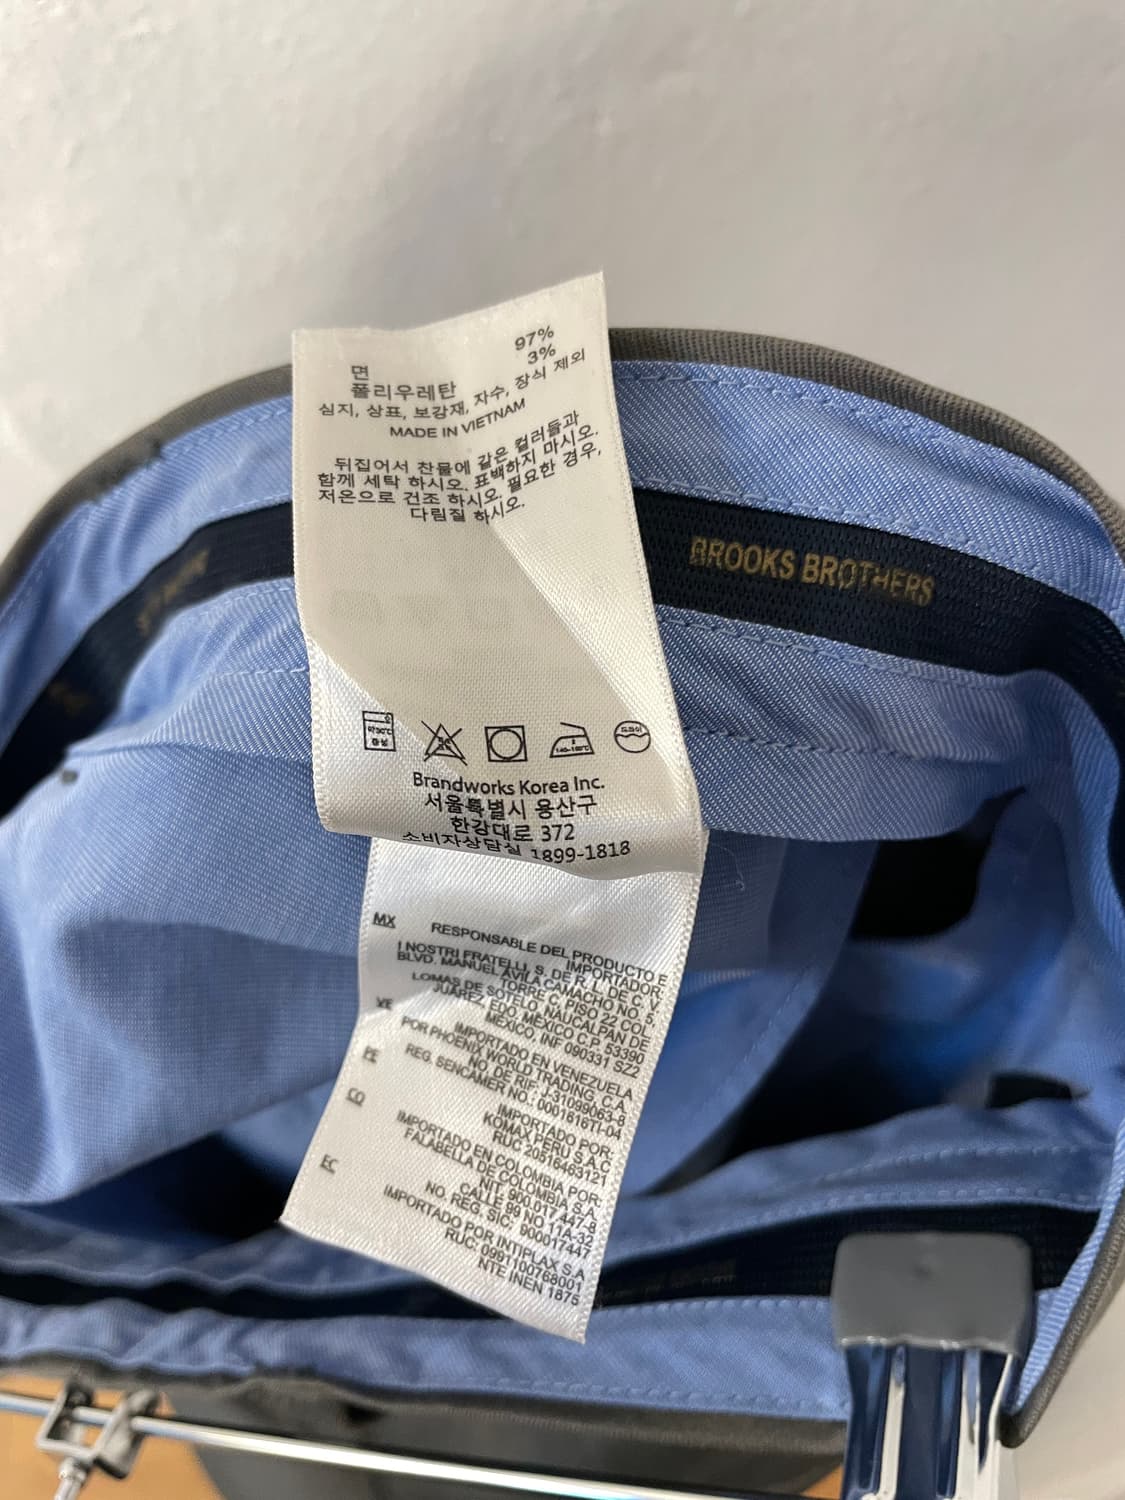 97%
면
3%
폴리우레탄
심지, 상표, 보강재, 자수, 장식 제외
MADE IN VIETNAM
뒤집어서 찬물에 같은 컬러들과
함께 세탁 하시오. 표백하지 마시오.
저온으로 건조 하시오. 필요한 경우,
다림질 하시오.
BROOKS BROTHERS
Brandworks Korea Inc.
서울특별시 용산구
한강대로 372
소비자상담실 1899-1818
MX
RESPONSABLE DEL PRODUCTO E
IMPORTADOR
I NOSTRI FRATELLI, S. DE R.L. DE C. V.
BLVD. MANUEL ÁVILA CAMACHO NO. 5,
TORRE C, PISO 22 COL.
LOMAS DE SOTELO, NAUCALPAN DE
JUÁREZ, EDO. MÉXICO C.P. 53390
MÉXICO, INF 090331 SZ2
VE
IMPORTADO EN VENEZUELA
POR PHOENIX WORLD TRADING, C.A.
NO. DE RIF: J-31099063-8
REG. SENCAMER NO.: 0001816TI-04
PE
IMPORTADO POR:
KOMAX PERU S.A.C
RUC: 20516463121
CO
IMPORTADO EN COLOMBIA POR:
FALABELLA DE COLOMBIA, S.A.
NIT. 900.017447-8
CALLE 99 NO 11A-32
NO. REG. SIC: 900017447
EC
IMPORTADO POR INTIPLAX S.A
RUC: 0991100768001
NTE INEN 1875